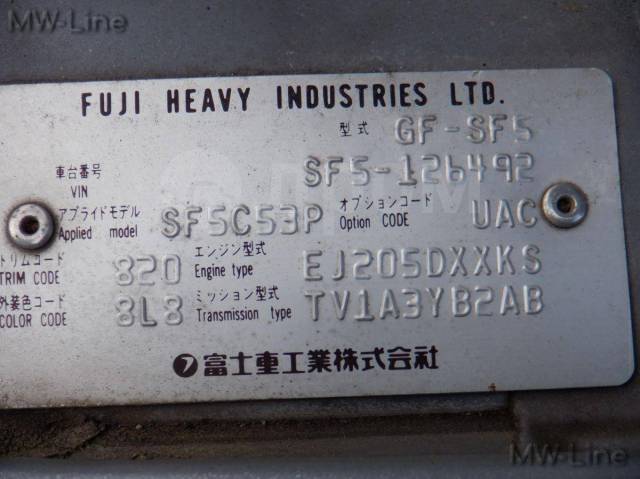 MW-Line
FUJI HEAVY INDUSTRIES LTD.
型式 GF-SF5
車台番号 VIN SF5-126492
アプライドモデル Applied model SF5C53P オプションコード Option CODE UAC
トリムコード TRIM CODE 820 エンジン型式 Engine type EJ205DXXKS
外装色コード COLOR CODE 8L8 ミッション型式 Transmission type TV1A3YB2AB
富士重工業株式会社
MW-Line
MW-Line